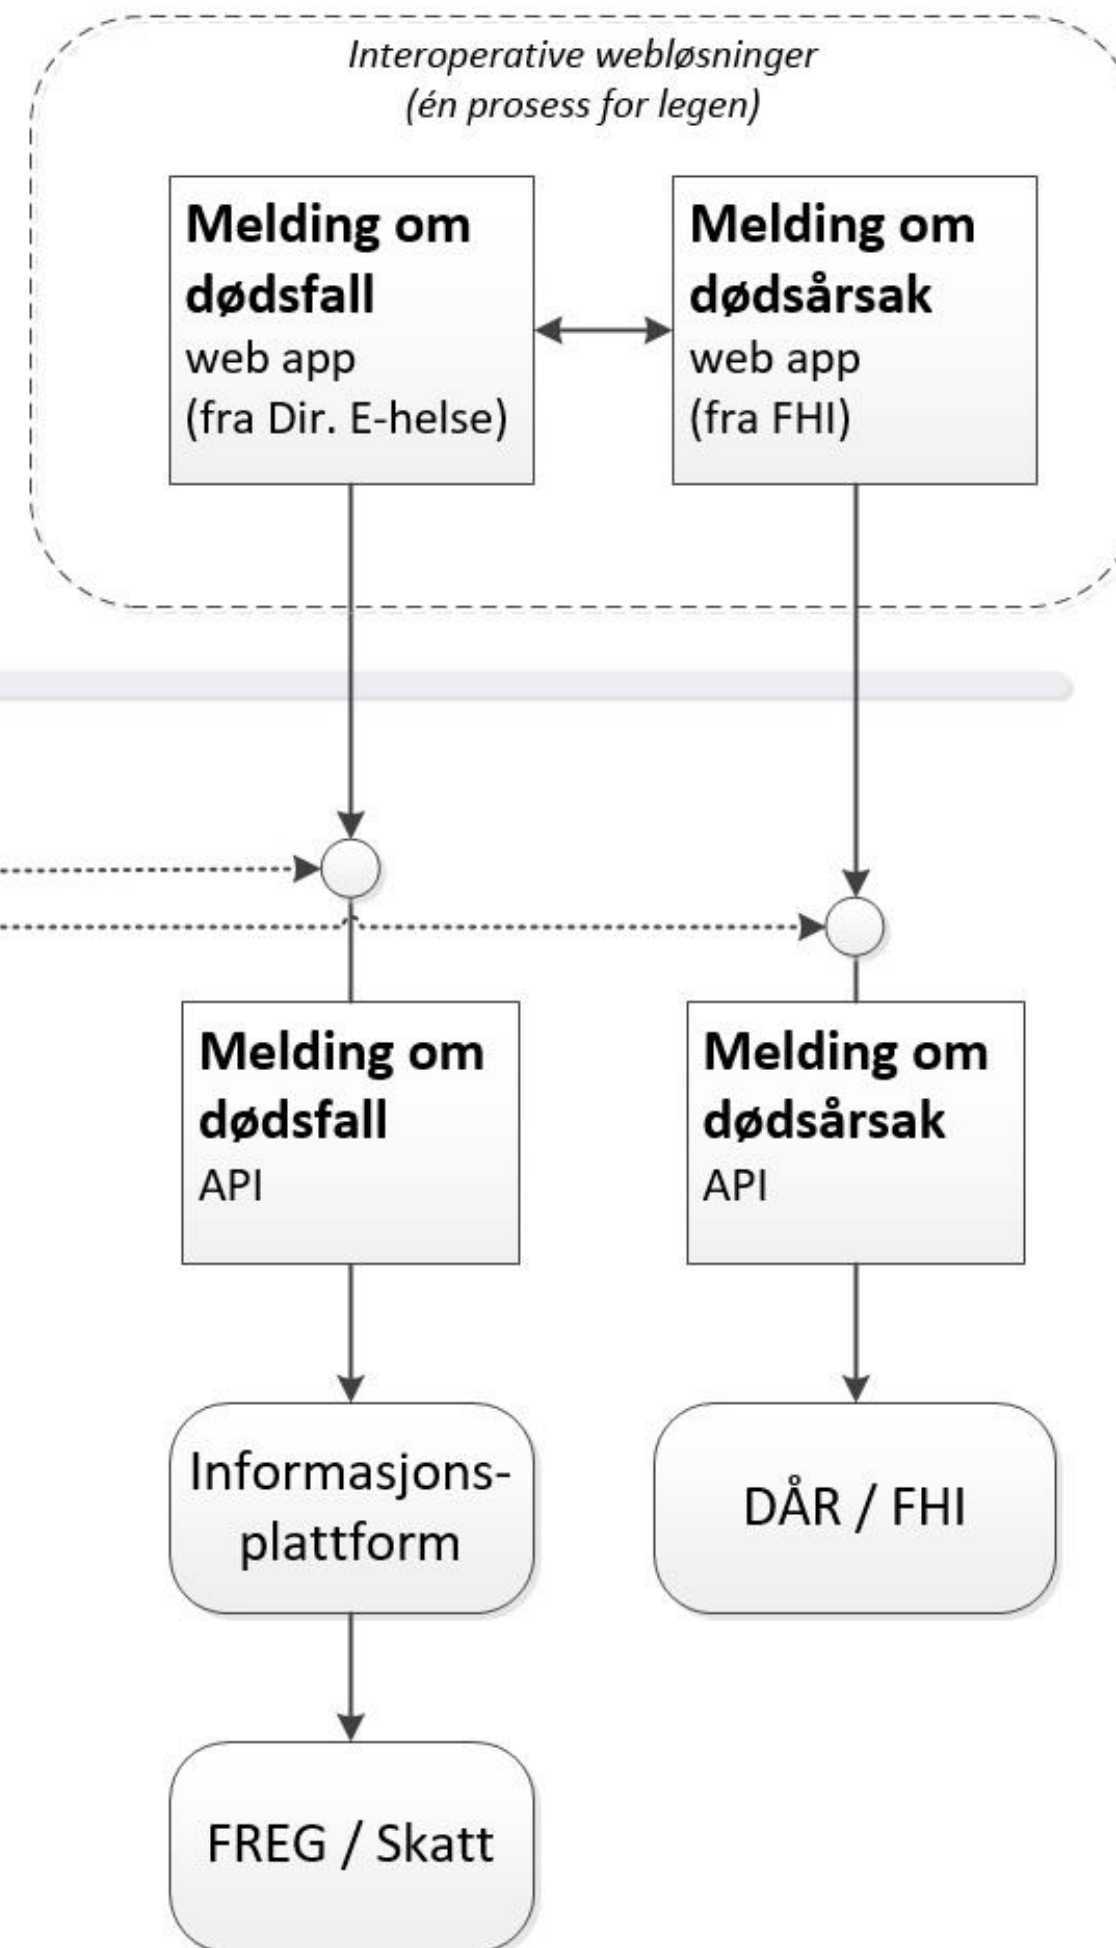 Interoperative webløsninger
(én prosess for legen)
Melding om
dødsfall
web app
(fra Dir. E-helse)
Melding om
dødsårsak
web app
(fra FHI)
Melding om
dødsfall
API
Melding om
dødsårsak
API
Informasjons-
plattform
DÅR / FHI
FREG / Skatt